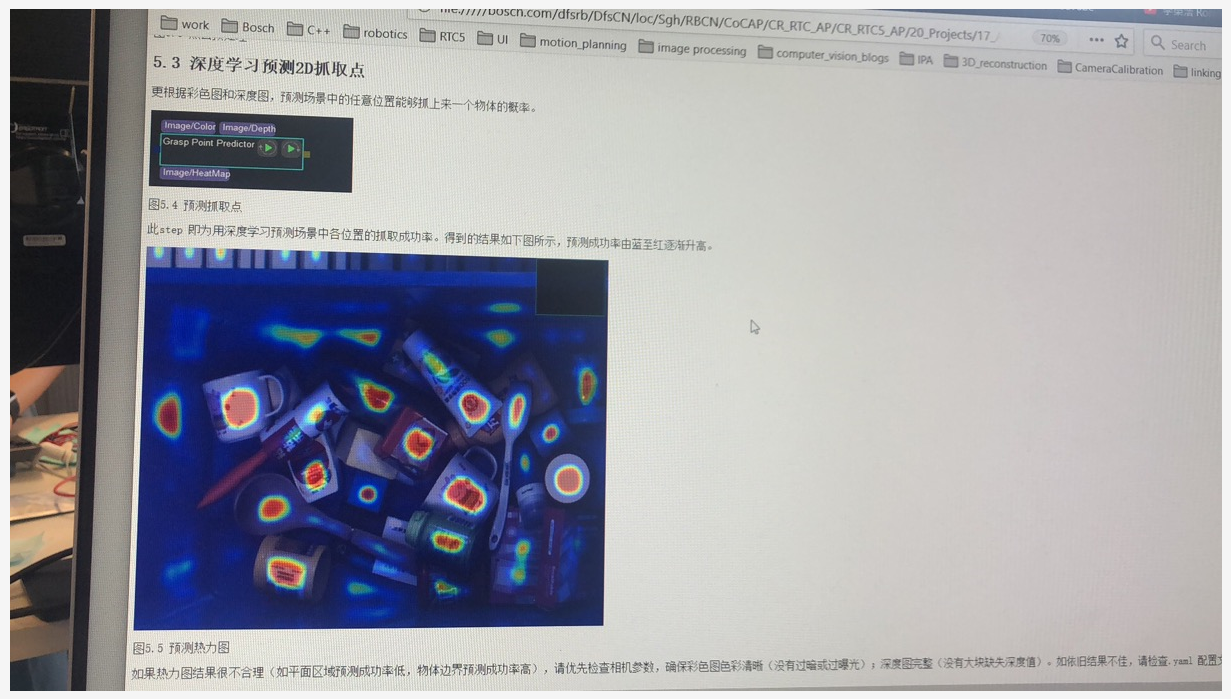 file://///bosch.com/dfsrb/DfsCN/loc/Sgh/RBCN/CoCAP/CR_RTC_AP/CR_RTC5_AP/20_Projects/17_
70%
Search
work
Bosch
C++
robotics
RTC5
UI
motion_planning
image processing
computer_vision_blogs
IPA
3D_reconstruction
CameraCalibration
linking
5.3 深度学习预测2D抓取点
更根据彩色图和深度图，预测场景中的任意位置能够抓上来一个物体的概率。
Image/Color Image/Depth
Grasp Point Predictor
Image/HeatMap
图5.4 预测抓取点
此step 即为用深度学习预测场景中各位置的抓取成功率。得到的结果如下图所示，预测成功率由蓝至红逐渐升高。
图5.5 预测热力图
如果热力图结果很不合理（如平面区域预测成功率低，物体边界预测成功率高），请优先检查相机参数，确保彩色图色彩清晰（没有过暗或过曝光）；深度图完整（没有大块缺失深度值）。如依旧结果不佳，请检查.yaml 配置文